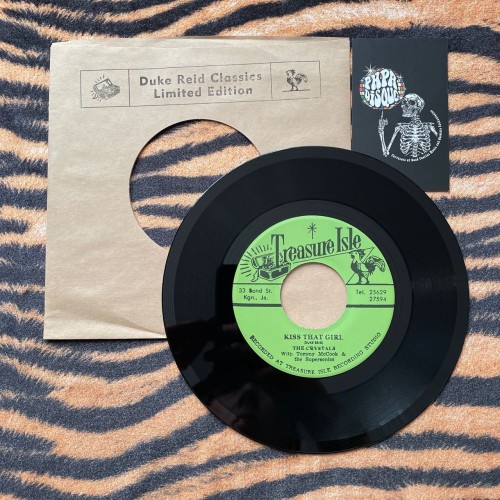 Duke Reid Classics
Limited Edition
PAPA
DISQUE
Treasure Isle
33 Bond St.
Kgn., Ja.
Tel. 25629
27594
KISS THAT GIRL
THE CRYSTALS
With Tommy McCook &
the Supersonics
RECORDED AT TREASURE ISLE RECORDING STUDIO